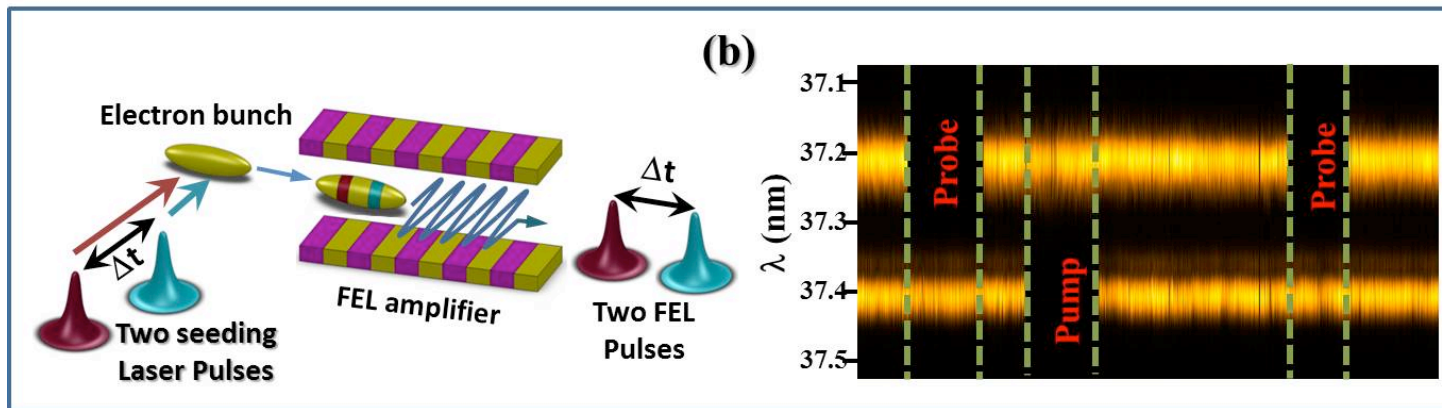 (b)
Electron bunch
Δt
Δt
FEL amplifier
Two seeding
Laser Pulses
Two FEL
Pulses
λ (nm)
37.1
37.2
37.3
37.4
37.5
Probe
Pump
Probe